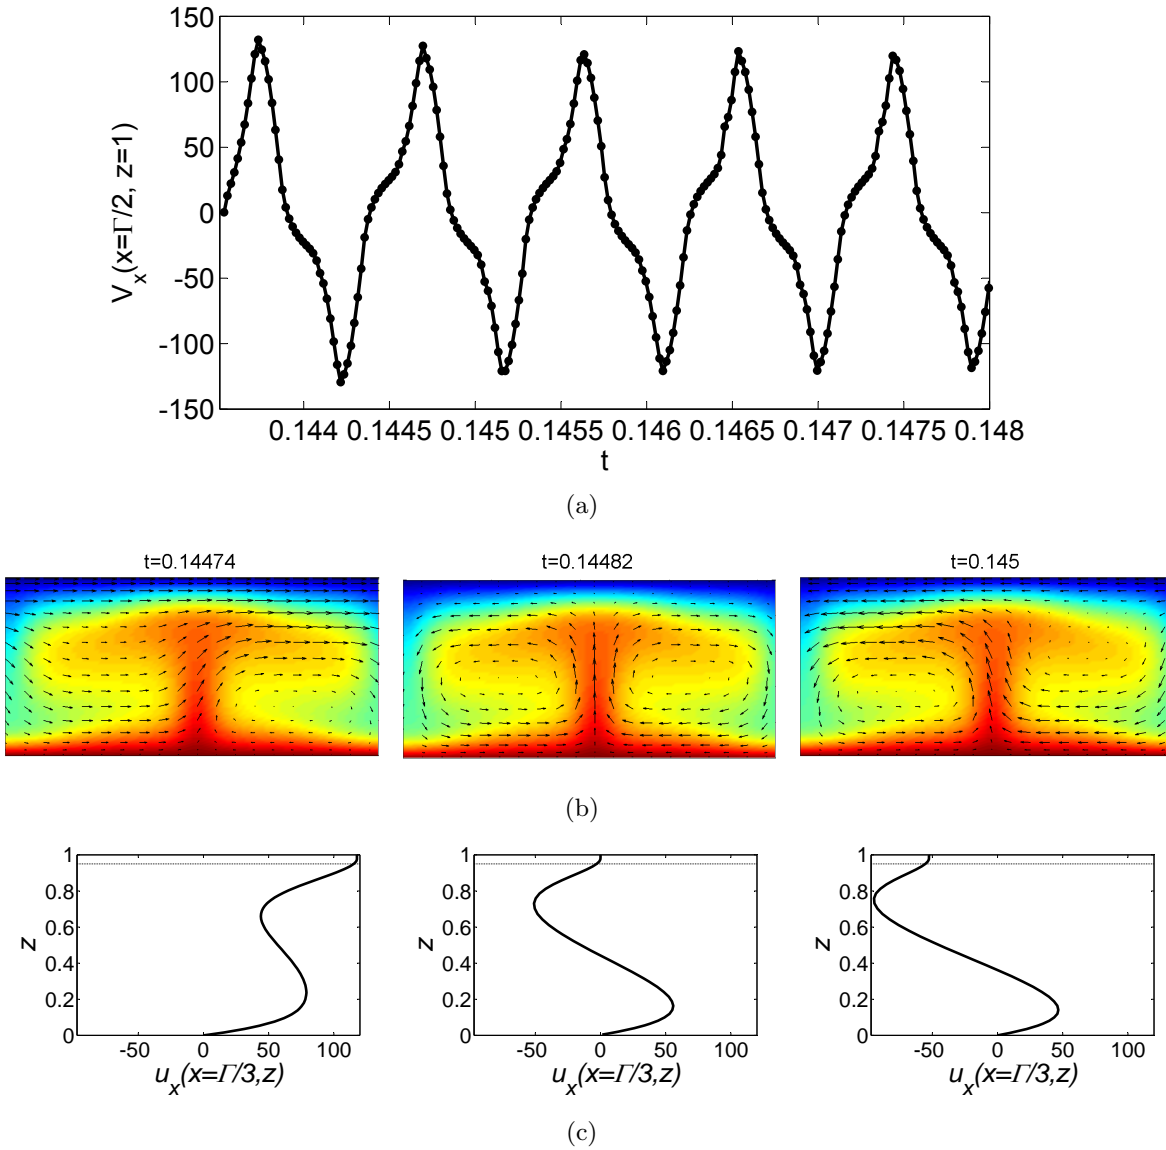 150
100
50
0
-50
-100
-150
V_x(x=Γ/2, z=1)
0.144 0.1445 0.145 0.1455 0.146 0.1465 0.147 0.1475 0.148
t
(a)
t=0.14474 t=0.14482 t=0.145
(b)
1 1 1
0.8 0.8 0.8
0.6 0.6 0.6
z z z
0.4 0.4 0.4
0.2 0.2 0.2
0 0 0
-50 0 50 100 -50 0 50 100 -50 0 50 100
u_x(x=Γ/3,z) u_x(x=Γ/3,z) u_x(x=Γ/3,z)
(c)